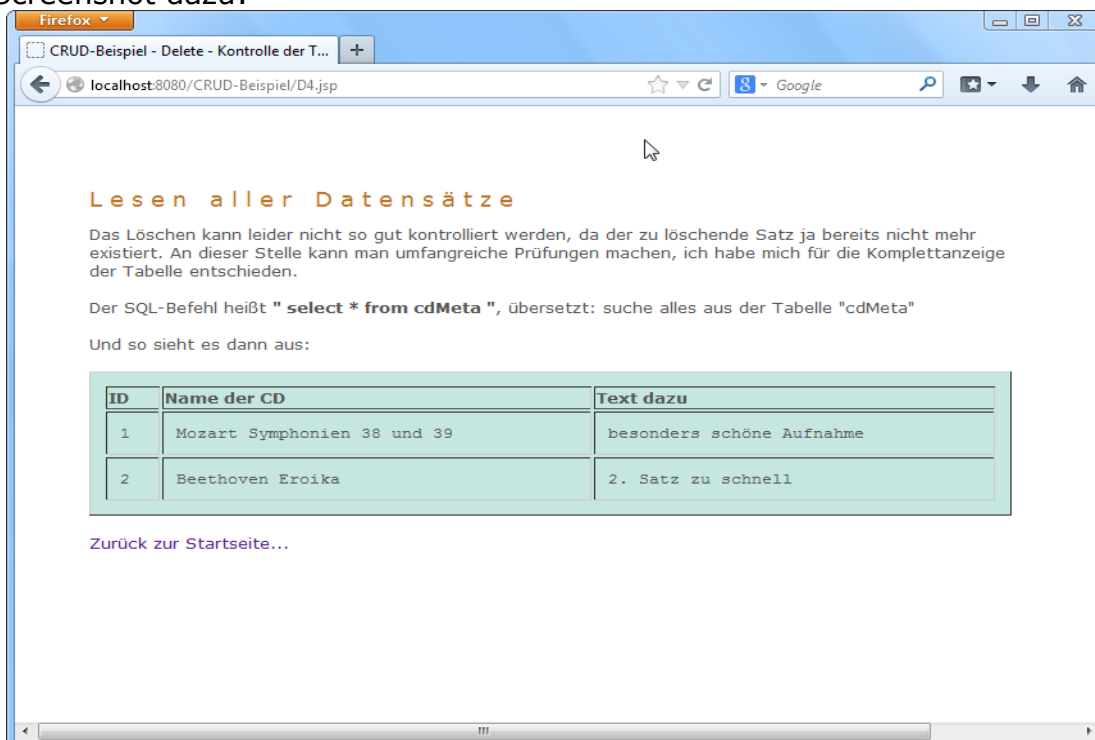 Screenshot dazu:
Firefox
CRUD-Beispiel - Delete - Kontrolle der T...
localhost:8080/CRUD-Beispiel/D4.jsp
8 Google
Lesen aller Datensätze
Das Löschen kann leider nicht so gut kontrolliert werden, da der zu löschende Satz ja bereits nicht mehr
existiert. An dieser Stelle kann man umfangreiche Prüfungen machen, ich habe mich für die Komplettanzeige
der Tabelle entschieden.
Der SQL-Befehl heißt " select * from cdMeta ", übersetzt: suche alles aus der Tabelle "cdMeta"
Und so sieht es dann aus:
ID Name der CD Text dazu
1 Mozart Symphonien 38 und 39 besonders schöne Aufnahme
2 Beethoven Eroika 2. Satz zu schnell
Zurück zur Startseite...